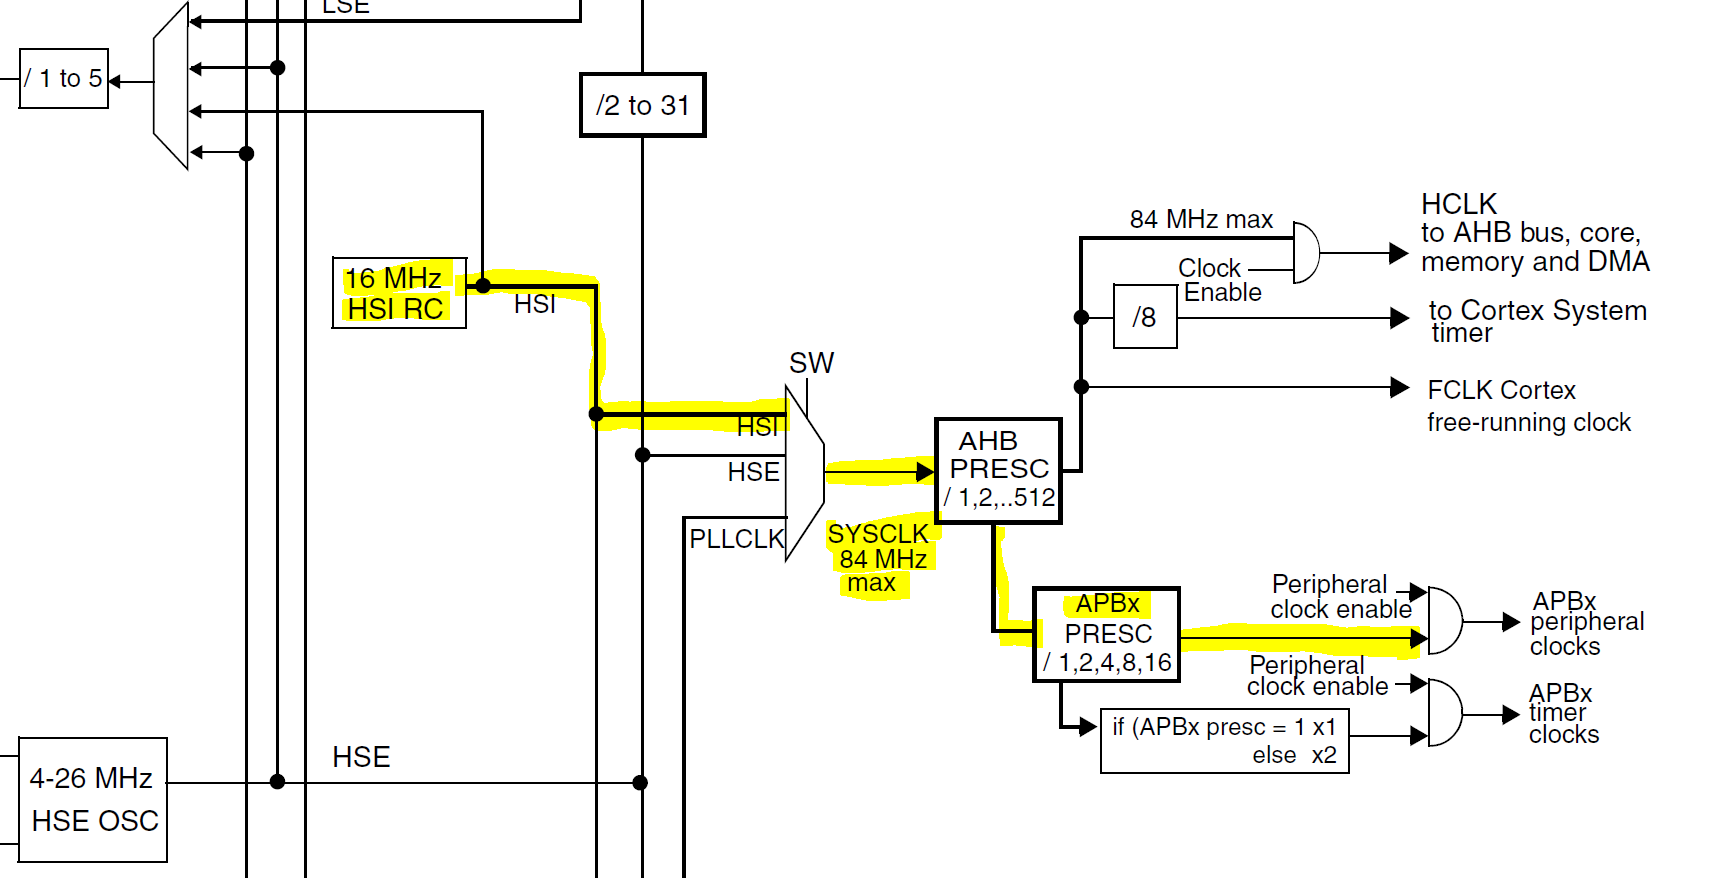 LSE
/ 1 to 5
/2 to 31
16 MHz
HSI RC
HSI
84 MHz max
Clock
Enable
HCLK
to AHB bus, core,
memory and DMA
/8
to Cortex System
timer
SW
FCLK Cortex
free-running clock
HSI
HSE
PLLCLK
SYSCLK
84 MHz
max
AHB
PRESC
/ 1,2,..512
APBx
PRESC
/ 1,2,4,8,16
Peripheral
clock enable
APBx
peripheral
clocks
Peripheral
clock enable
APBx
timer
clocks
if (APBx presc = 1 x1
else x2
HSE
4-26 MHz
HSE OSC